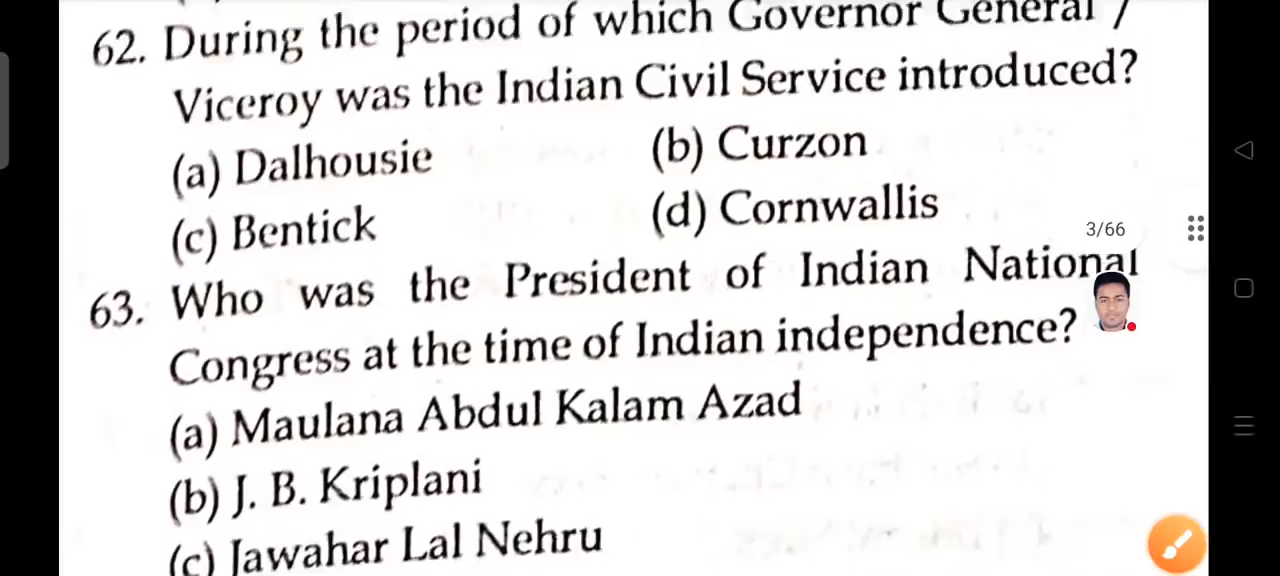 62. During the period of which Governor General /
Viceroy was the Indian Civil Service introduced?
(a) Dalhousie (b) Curzon
(c) Bentick (d) Cornwallis
3/66
63. Who was the President of Indian National
Congress at the time of Indian independence?
(a) Maulana Abdul Kalam Azad
(b) J. B. Kriplani
(c) Jawahar Lal Nehru